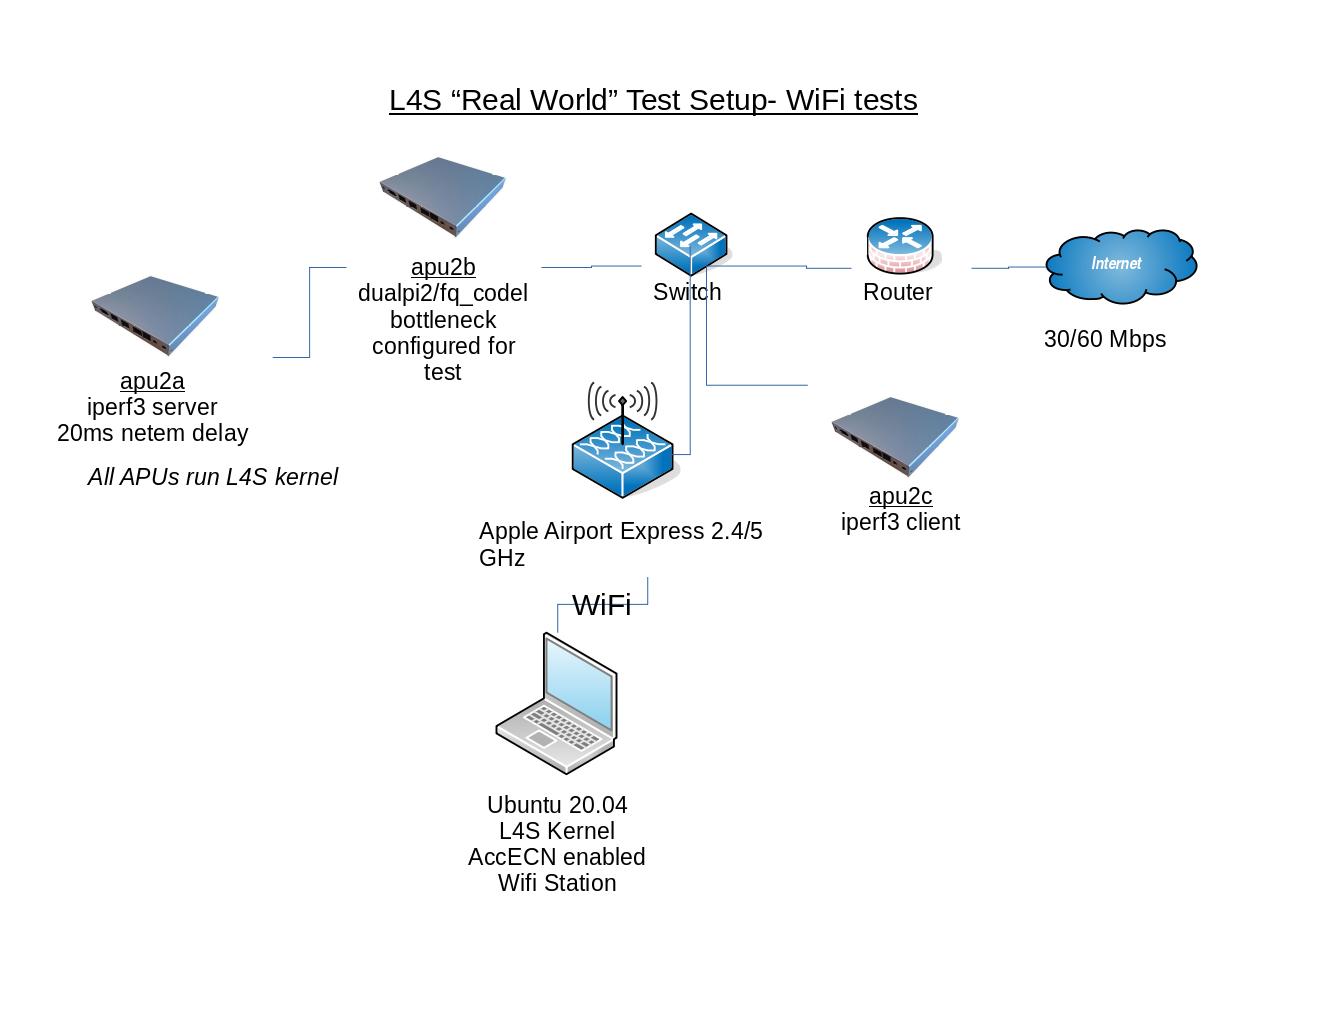 L4S “Real World” Test Setup- WiFi tests
apu2b
dualpi2/fq_codel
bottleneck
configured for
test
Switch
Router
Internet
30/60 Mbps
apu2a
iperf3 server
20ms netem delay
All APUs run L4S kernel
apu2c
iperf3 client
Apple Airport Express 2.4/5
GHz
WiFi
Ubuntu 20.04
L4S Kernel
AccECN enabled
Wifi Station